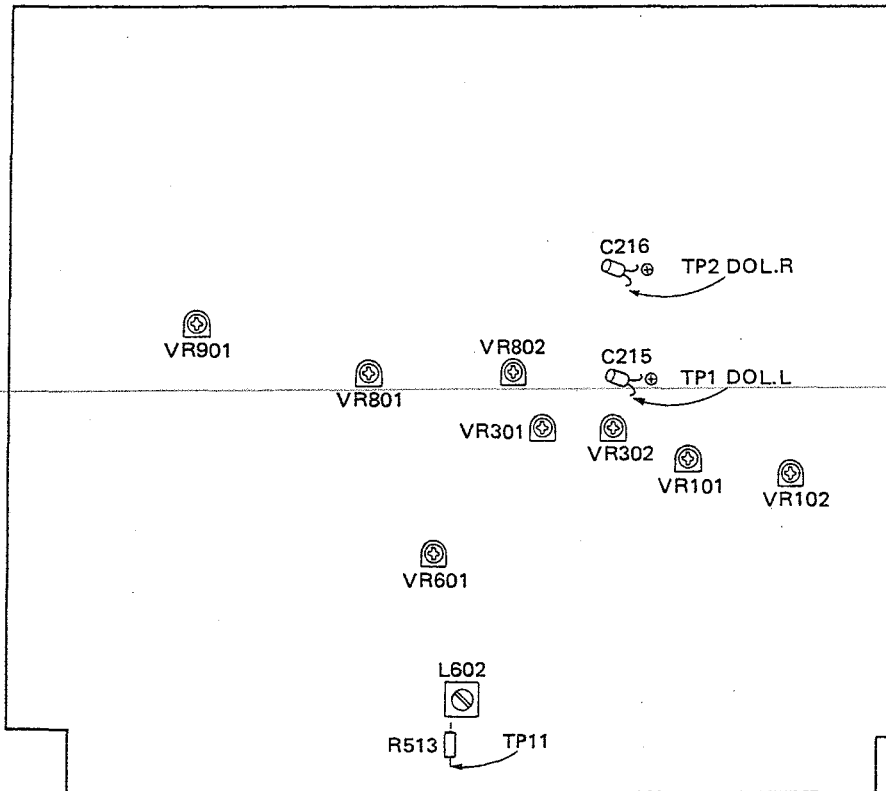 C216
TP2 DOL.R
VR901
VR802
C215
VR801
TP1 DOL.L
VR301
VR302
VR101
VR102
VR601
L602
R513
TP11